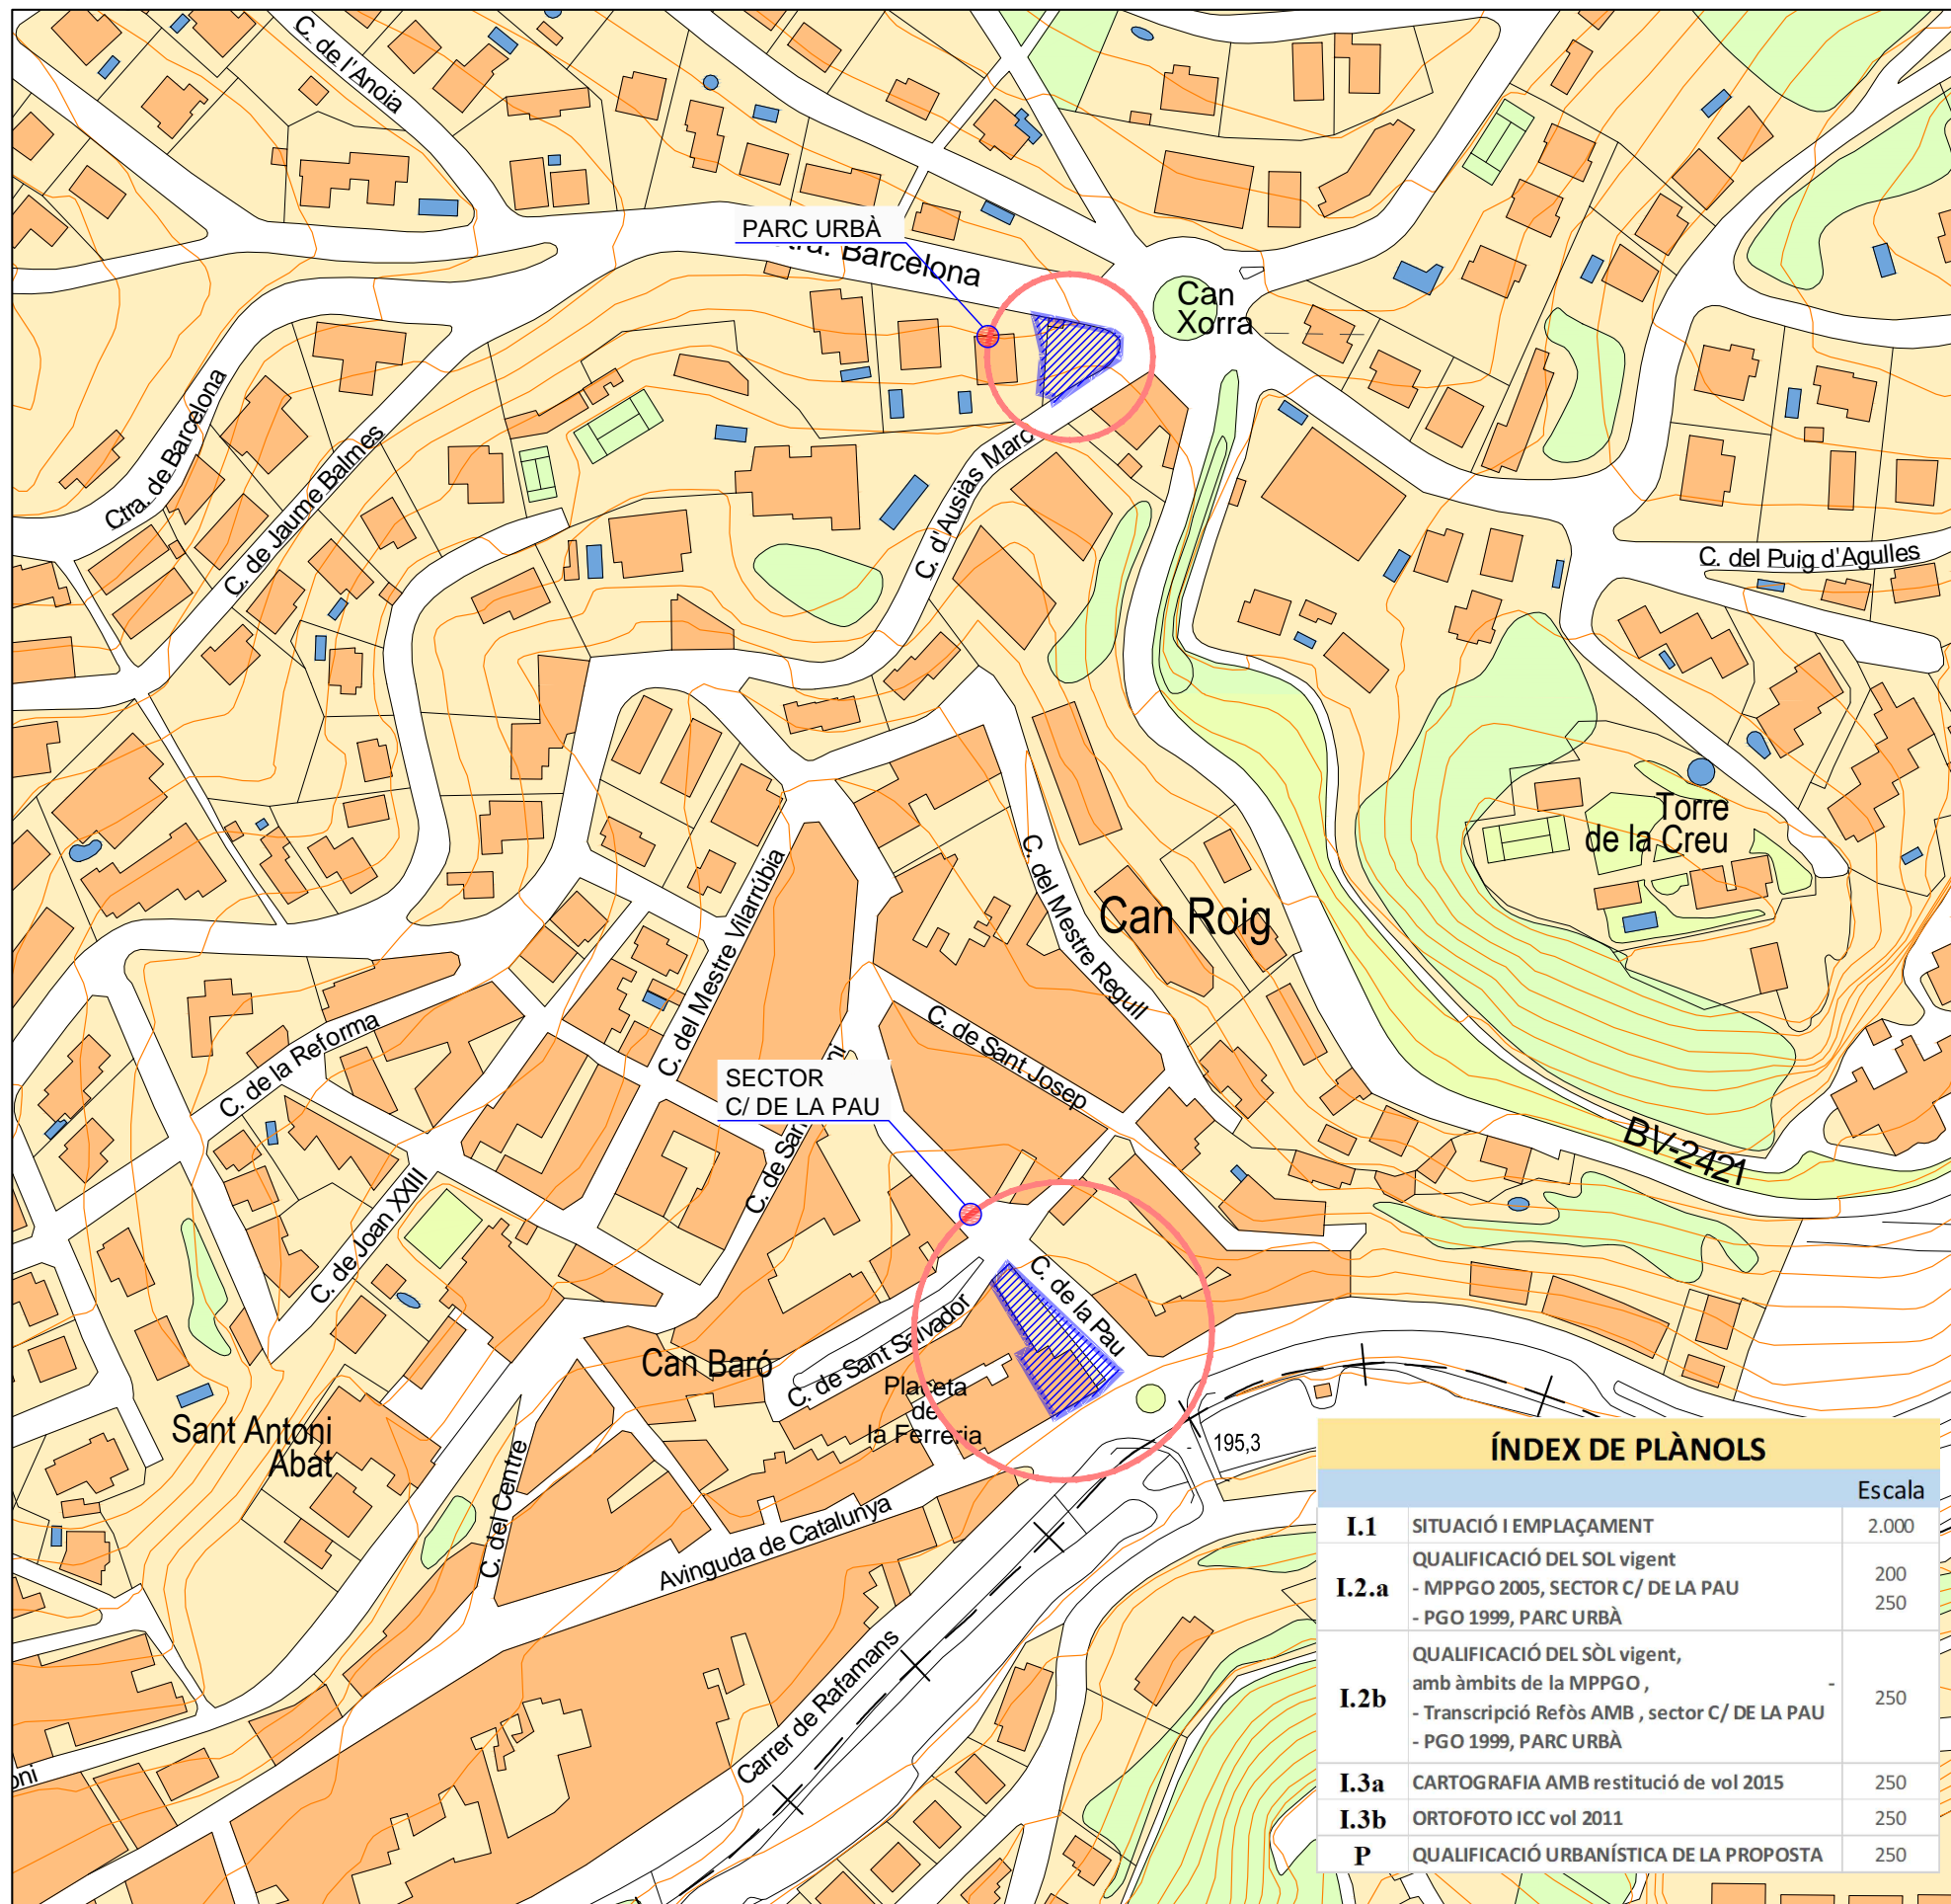 C. de l'Anoia
PARC URBÀ
Barcelona
Can
Xorra
Ctra. de Barcelona
C. de Jaume Balmes
C. d'Ausiàs Marc
C. del Puig d'Agulles
Torre
de la Creu
C. del Mestre Vilarrúbia
C. del Mestre Regull
Can Roig
C. de la Reforma
C. de Sant Josep
SECTOR
C/ DE LA PAU
BV-2421
C. de Joan XXIII
C. de la Pau
C. de Sant Salvador
Can Baró
Placeta
de
la Ferreria
Sant Antoni
Abat
195,3
C. del Centre
Avinguda de Catalunya
Carrer de Rafamans
oni
ÍNDEX DE PLÀNOLS
Escala
I.1 SITUACIÓ I EMPLAÇAMENT 2.000
I.2.a QUALIFICACIÓ DEL SOL vigent
- MPPGO 2005, SECTOR C/ DE LA PAU 200
- PGO 1999, PARC URBÀ 250
I.2b QUALIFICACIÓ DEL SÒL vigent,
amb àmbits de la MPPGO , -
- Transcripció Refòs AMB , sector C/ DE LA PAU 250
- PGO 1999, PARC URBÀ
I.3a CARTOGRAFIA AMB restitució de vol 2015 250
I.3b ORTOFOTO ICC vol 2011 250
P QUALIFICACIÓ URBANÍSTICA DE LA PROPOSTA 250